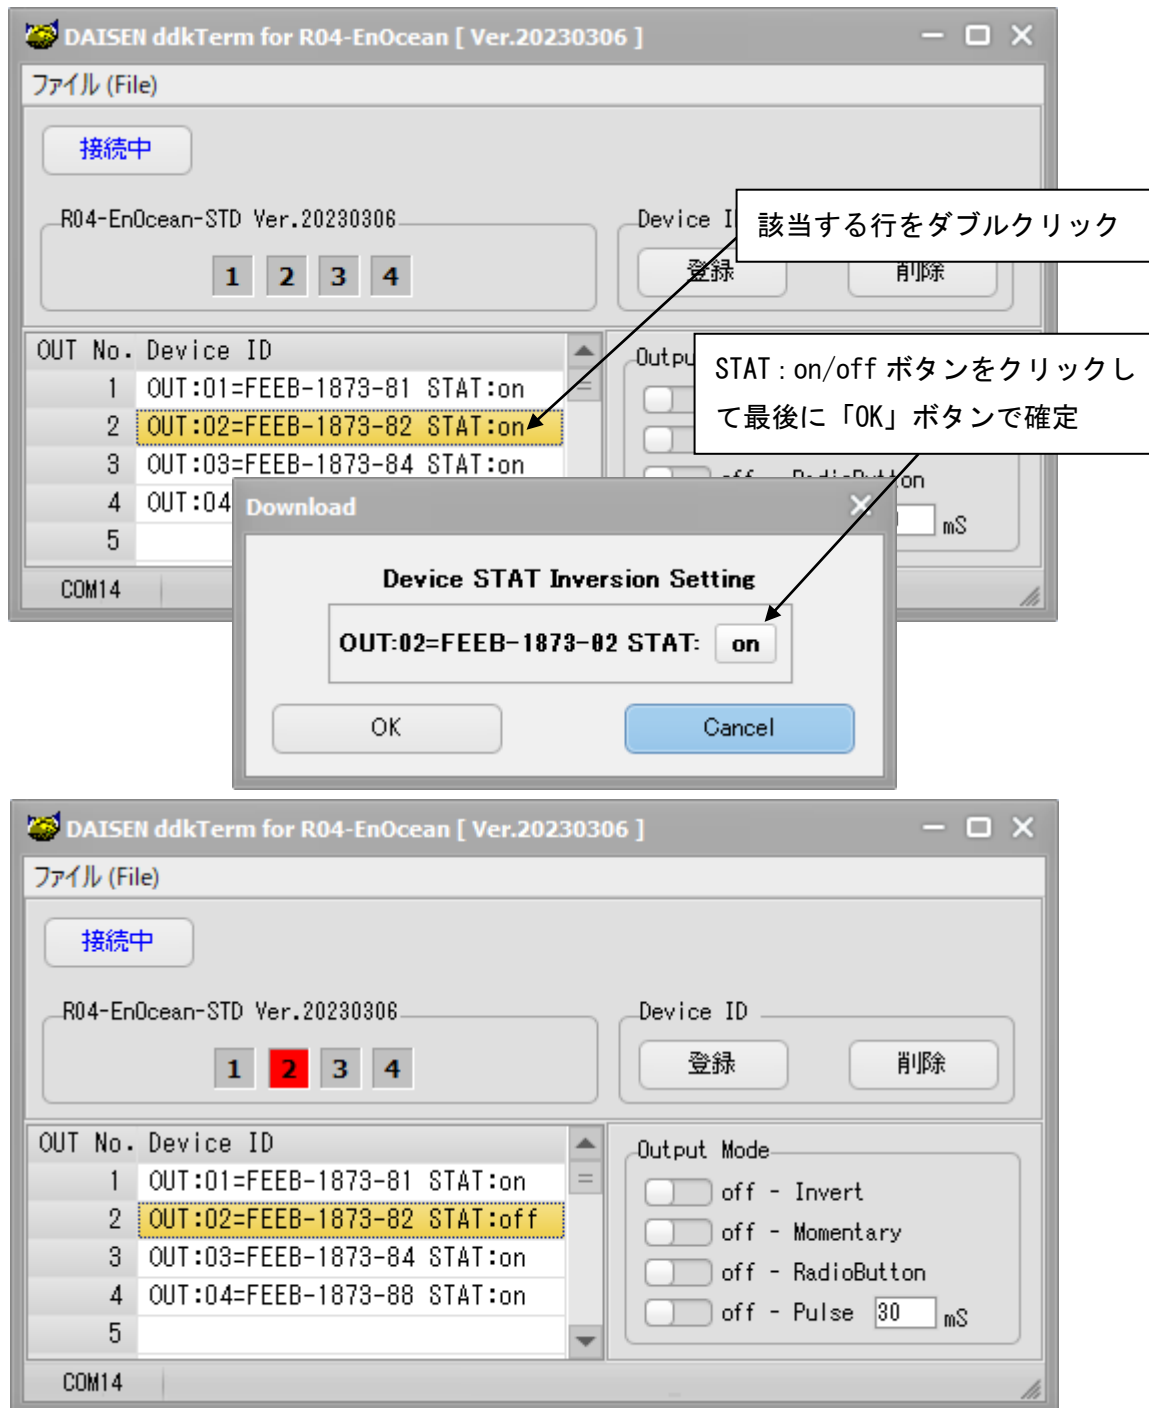 DAISEN ddkTerm for R04-EnOcean [ Ver.20230306 ]
ファイル (File)
接続中
R04-EnOcean-STD Ver.20230306
1 2 3 4
Device I
登録
削除
該当する行をダブルクリック
OUT No. Device ID
1 OUT:01=FEEB-1873-81 STAT:on
2 OUT:02=FEEB-1873-82 STAT:on
3 OUT:03=FEEB-1873-84 STAT:on
4 OUT:04
5
Outpu
STAT：on/off ボタンをクリックし
て最後に「OK」ボタンで確定
off - RadioButton
mS
COM14
Download
Device STAT Inversion Setting
OUT:02=FEEB-1873-82 STAT: on
OK
Cancel
DAISEN ddkTerm for R04-EnOcean [ Ver.20230306 ]
ファイル (File)
接続中
R04-EnOcean-STD Ver.20230306
1 2 3 4
Device ID
登録
削除
OUT No. Device ID
1 OUT:01=FEEB-1873-81 STAT:on
2 OUT:02=FEEB-1873-82 STAT:off
3 OUT:03=FEEB-1873-84 STAT:on
4 OUT:04=FEEB-1873-88 STAT:on
5
Output Mode
off - Invert
off - Momentary
off - RadioButton
off - Pulse 30 mS
COM14